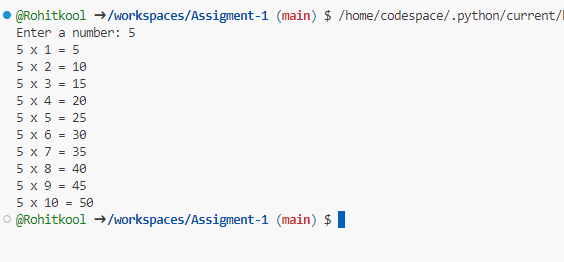 @Rohitkool ➜/workspaces/Assigment-1 (main) $ /home/codespace/.python/current/
Enter a number: 5
5 x 1 = 5
5 x 2 = 10
5 x 3 = 15
5 x 4 = 20
5 x 5 = 25
5 x 6 = 30
5 x 7 = 35
5 x 8 = 40
5 x 9 = 45
5 x 10 = 50
@Rohitkool ➜/workspaces/Assigment-1 (main) $